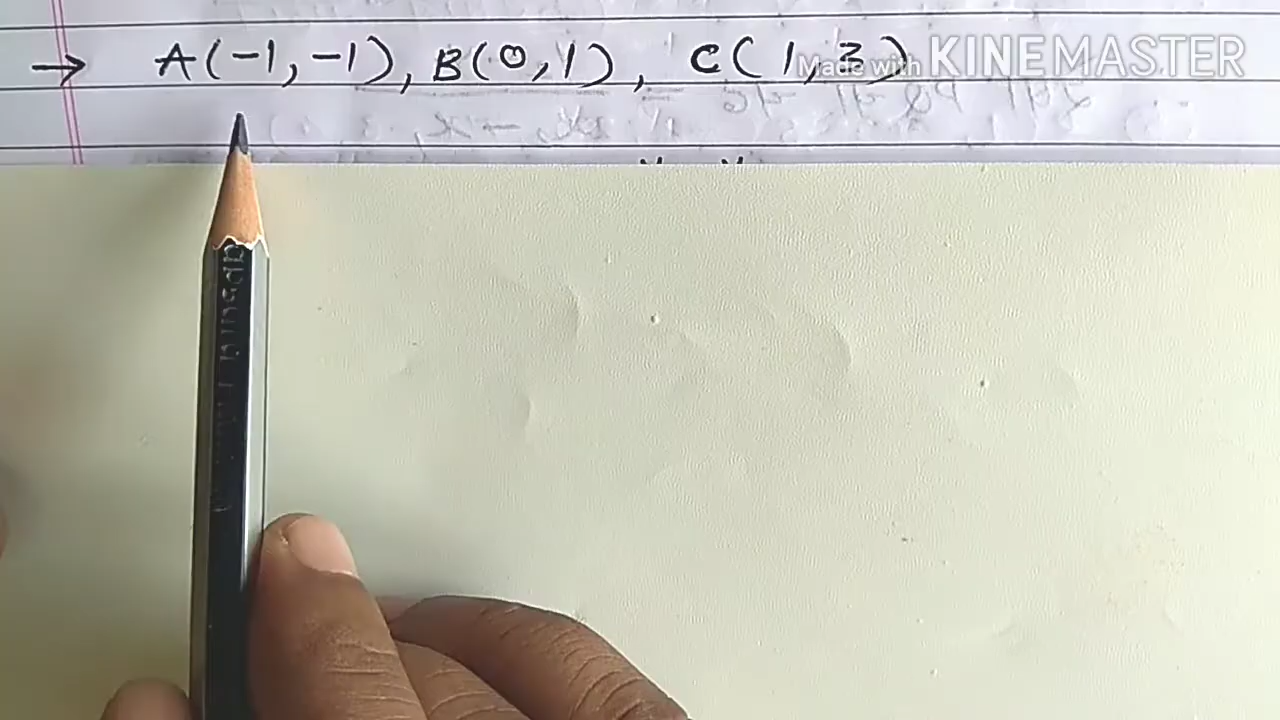 → A(-1,-1), B(0,1), C(1,3)
Made with KINEMASTER